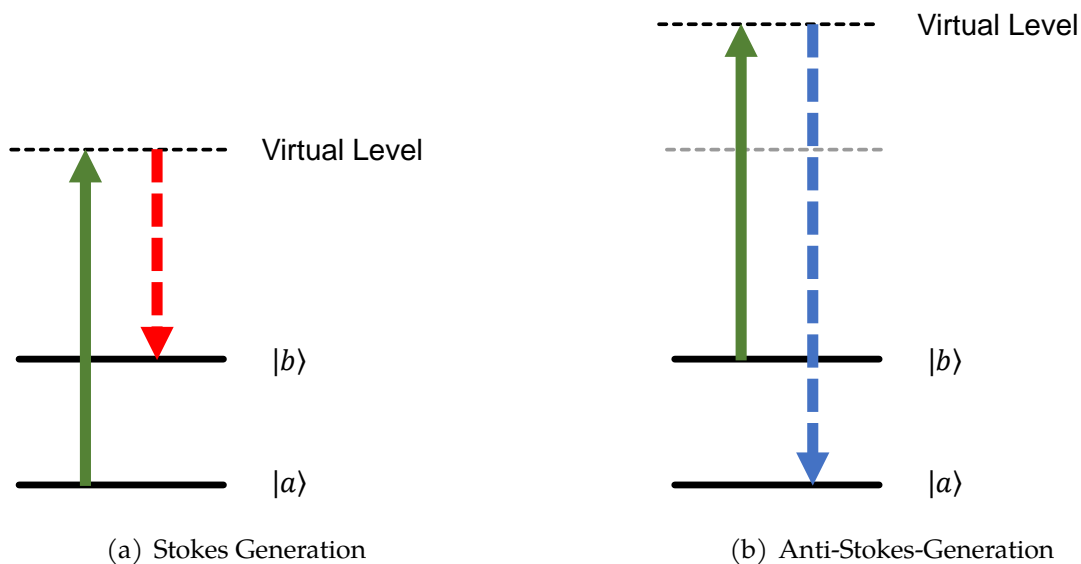 Virtual Level
|b⟩
|a⟩
(a) Stokes Generation
Virtual Level
|b⟩
|a⟩
(b) Anti-Stokes-Generation